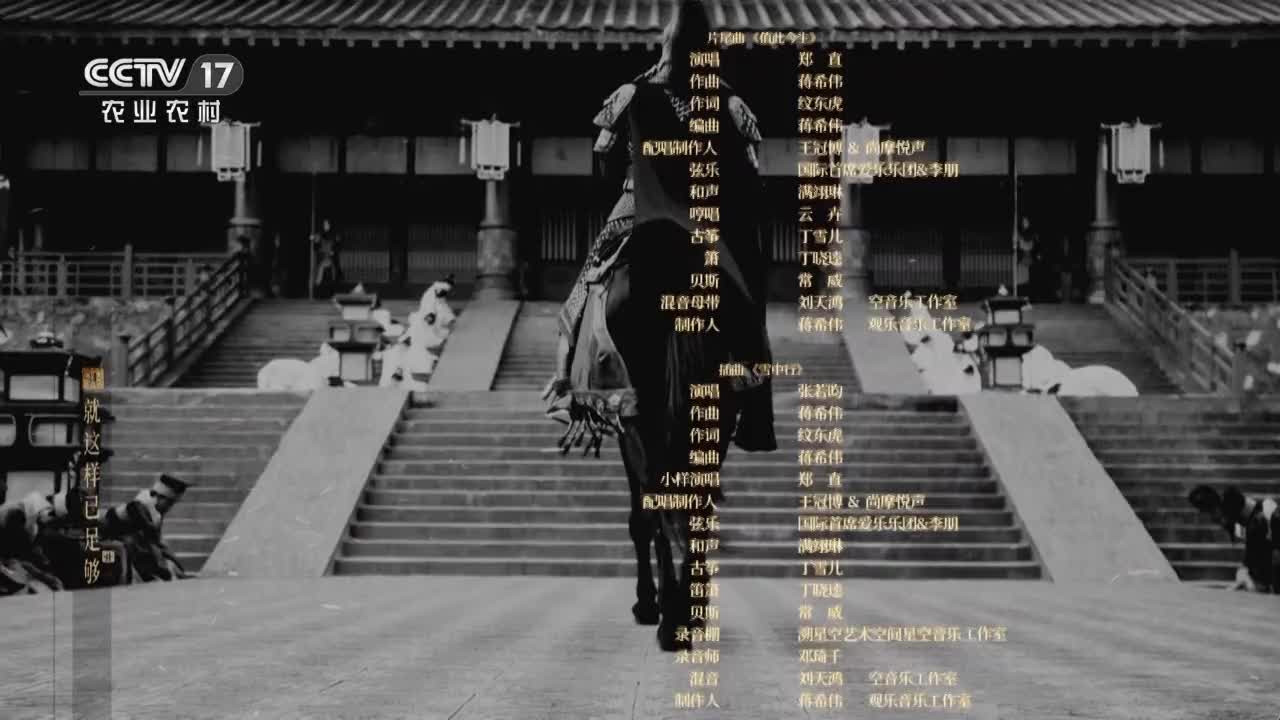 CCTV 17
农业农村
片尾曲《值此今生》
演唱 郑 直
作曲 蒋希伟
作词 纹东虎
编曲 蒋希伟
配唱制作人 王冠博 & 尚摩悦声
弦乐 国际首席爱乐乐团&李朋
和声 满翊琳
哼唱 云 卉
古筝 丁雪儿
箫 丁晓逵
贝斯 常 威
混音母带 刘天鸿 空音乐工作室
制作人 蒋希伟 观乐音乐工作室
插曲《雪中行》
演唱 张若昀
作曲 蒋希伟
作词 纹东虎
编曲 蒋希伟
小样演唱 郑 直
配唱制作人 王冠博 & 尚摩悦声
弦乐 国际首席爱乐乐团&李朋
和声 满翊琳
古筝 丁雪儿
笛箫 丁晓逵
贝斯 常 威
录音棚 溯星空艺术空间星空音乐工作室
录音师 邓琦千
混音 刘天鸿 空音乐工作室
制作人 蒋希伟 观乐音乐工作室
就这样已足够